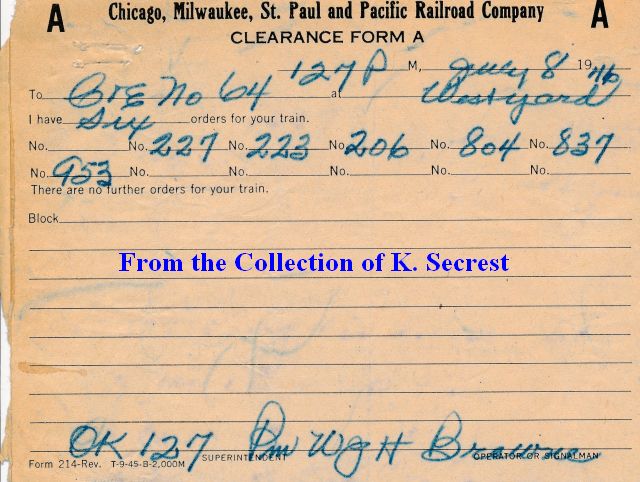 A Chicago, Milwaukee, St. Paul and Pacific Railroad Company A
CLEARANCE FORM A
127 P M, July 8 1946
To C&E No 64 at Westyard
I have Six orders for your train.
No. No. 227 No. 223 No. 206 No. 804 No. 837
No. 953 No. No. No. No. No.
There are no further orders for your train.
Block
From the Collection of K. Secrest
OK 127 WJH Browne
SUPERINTENDENT OPERATOR OR SIGNALMAN
Form 214-Rev. T-9-45-B-2,000M